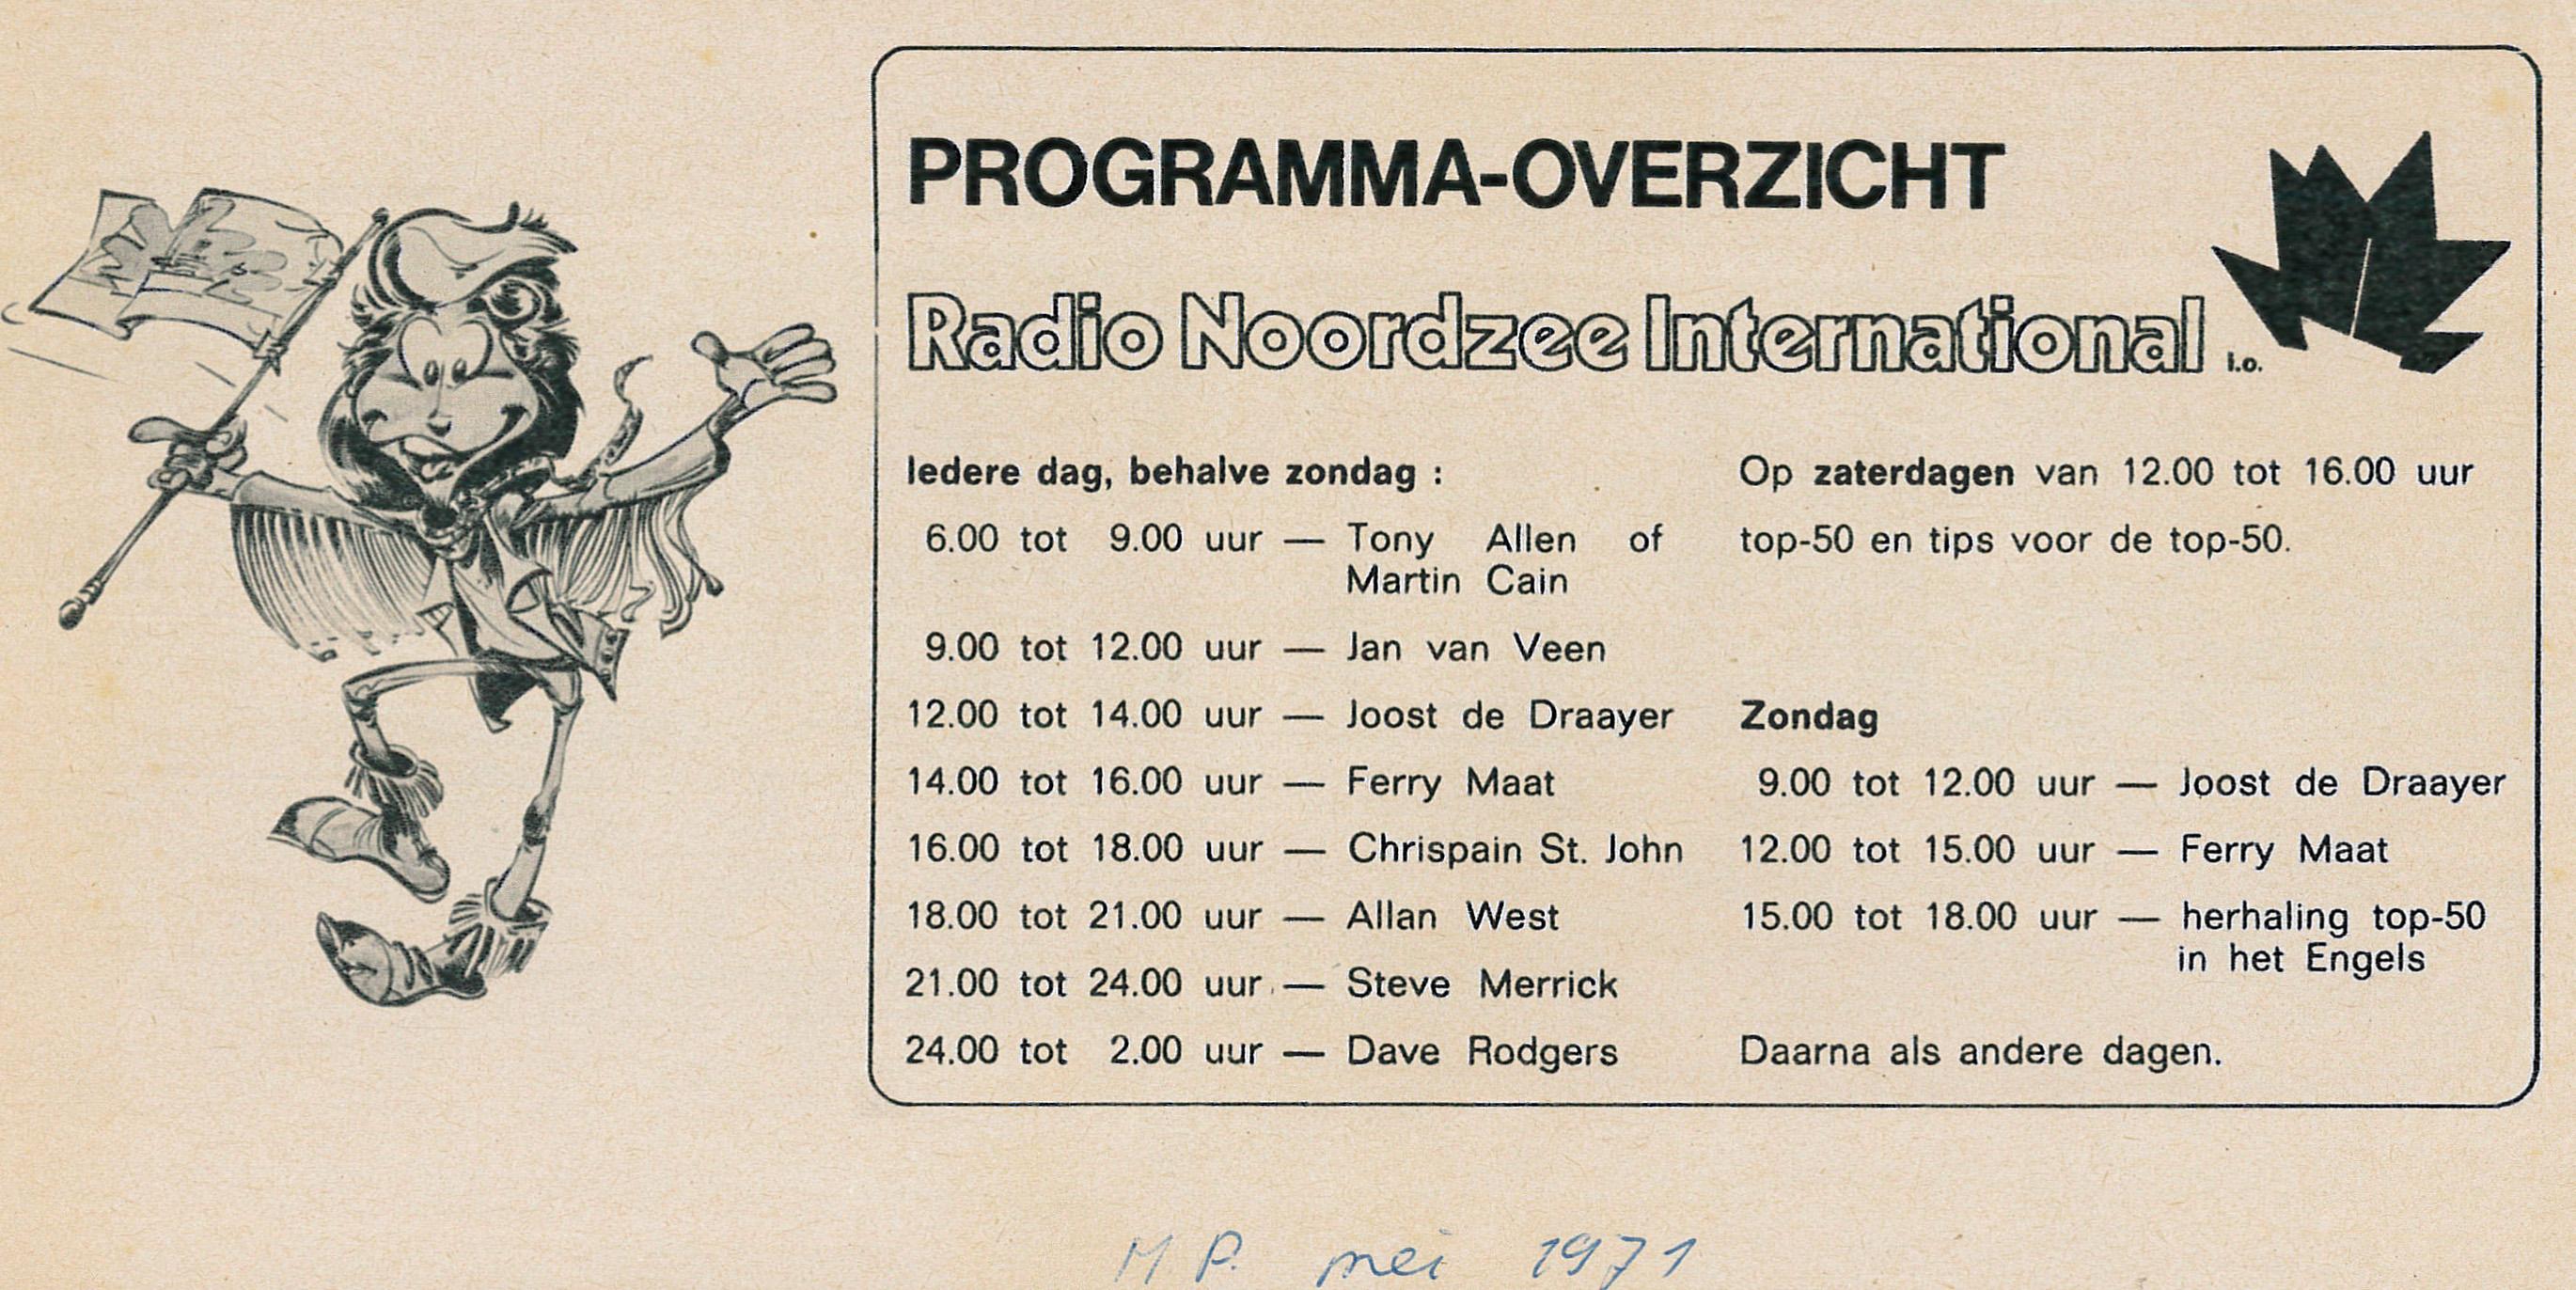 PROGRAMMA-OVERZICHT
Radio Noordzee International i.o.
Iedere dag, behalve zondag :
6.00 tot 9.00 uur — Tony Allen of
Martin Cain
9.00 tot 12.00 uur — Jan van Veen
12.00 tot 14.00 uur — Joost de Draayer
14.00 tot 16.00 uur — Ferry Maat
16.00 tot 18.00 uur — Chrispain St. John
18.00 tot 21.00 uur — Allan West
21.00 tot 24.00 uur — Steve Merrick
24.00 tot 2.00 uur — Dave Rodgers
Op zaterdagen van 12.00 tot 16.00 uur
top-50 en tips voor de top-50.
Zondag
9.00 tot 12.00 uur — Joost de Draayer
12.00 tot 15.00 uur — Ferry Maat
15.00 tot 18.00 uur — herhaling top-50
in het Engels
Daarna als andere dagen.
M.P. mei 1971